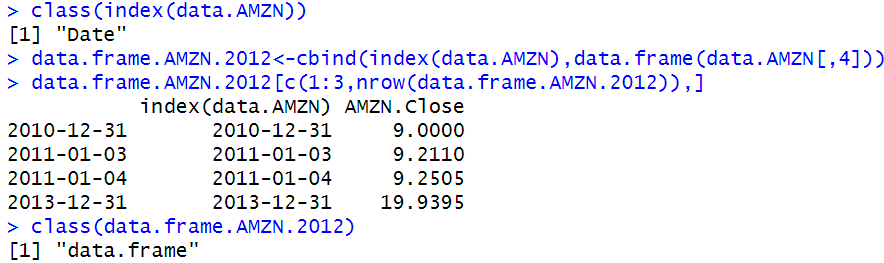 > class(index(data.AMZN))
[1] "Date"
> data.frame.AMZN.2012<-cbind(index(data.AMZN),data.frame(data.AMZN[,4]))
> data.frame.AMZN.2012[c(1:3,nrow(data.frame.AMZN.2012)),]
           index(data.AMZN) AMZN.Close
2010-12-31       2010-12-31     9.0000
2011-01-03       2011-01-03     9.2110
2011-01-04       2011-01-04     9.2505
2013-12-31       2013-12-31    19.9395
> class(data.frame.AMZN.2012)
[1] "data.frame"